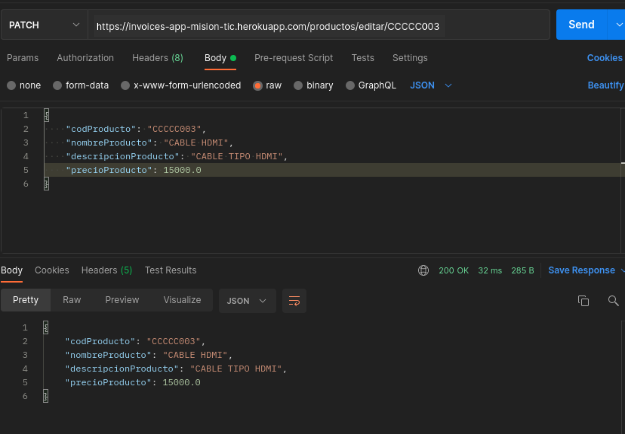 PATCH https://invoices-app-mision-tic.herokuapp.com/productos/editar/CCCCC003 Send
Params Authorization Headers (8) Body Pre-request Script Tests Settings Cookies
none form-data x-www-form-urlencoded raw binary GraphQL JSON Beautify
1 {
2 "codProducto": "CCCCC003",
3 "nombreProducto": "CABLE HDMI",
4 "descripcionProducto": "CABLE TIPO HDMI",
5 "precioProducto": 15000.0
6 }
Body Cookies Headers (5) Test Results 200 OK 32 ms 285 B Save Response
Pretty Raw Preview Visualize JSON
1 {
2 "codProducto": "CCCCC003",
3 "nombreProducto": "CABLE HDMI",
4 "descripcionProducto": "CABLE TIPO HDMI",
5 "precioProducto": 15000.0
6 }